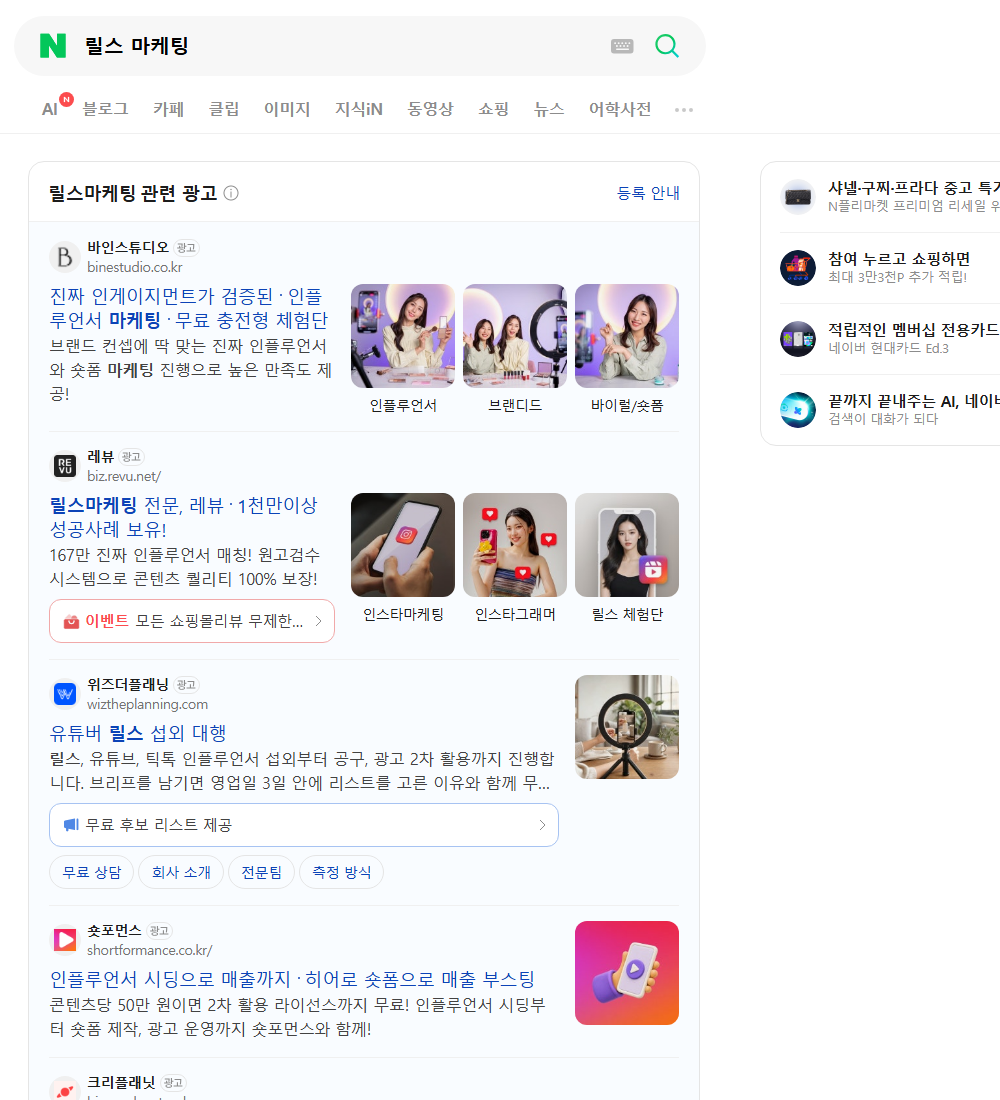 릴스 마케팅
AI N 블로그 카페 클립 이미지 지식iN 동영상 쇼핑 뉴스 어학사전
릴스마케팅 관련 광고
등록 안내
바인스튜디오 광고
binestudio.co.kr
진짜 인게이지먼트가 검증된 · 인플
루언서 마케팅 · 무료 충전형 체험단
브랜드 컨셉에 딱 맞는 진짜 인플루언서
와 숏폼 마케팅 진행으로 높은 만족도 제
공!
인플루언서
브랜디드
바이럴/숏폼
레뷰 광고
biz.revu.net/
릴스마케팅 전문, 레뷰 · 1천만이상
성공사례 보유!
167만 진짜 인플루언서 매칭! 원고검수
시스템으로 콘텐츠 퀄리티 100% 보장!
이벤트 모든 쇼핑몰리뷰 무제한...
인스타마케팅
인스타그래머
릴스 체험단
위즈더플래닝 광고
wiztheplanning.com
유튜버 릴스 섭외 대행
릴스, 유튜브, 틱톡 인플루언서 섭외부터 공구, 광고 2차 활용까지 진행합
니다. 브리프를 남기면 영업일 3일 안에 리스트를 고른 이유와 함께 무...
무료 후보 리스트 제공
무료 상담 회사 소개 전문팀 측정 방식
숏포먼스 광고
shortformance.co.kr/
인플루언서 시딩으로 매출까지 · 히어로 숏폼으로 매출 부스팅
콘텐츠당 50만 원이면 2차 활용 라이선스까지 무료! 인플루언서 시딩부
터 숏폼 제작, 광고 운영까지 숏포먼스와 함께!
크리플래닛 광고
샤넬·구찌·프라다 중고 특가
N플리마켓 프리미엄 리세일
참여 누르고 쇼핑하면
최대 3만3천P 추가 적립!
적립적인 멤버십 전용카드
네이버 현대카드 Ed.3
끝까지 끝내주는 AI, 네이버
검색이 대화가 되다